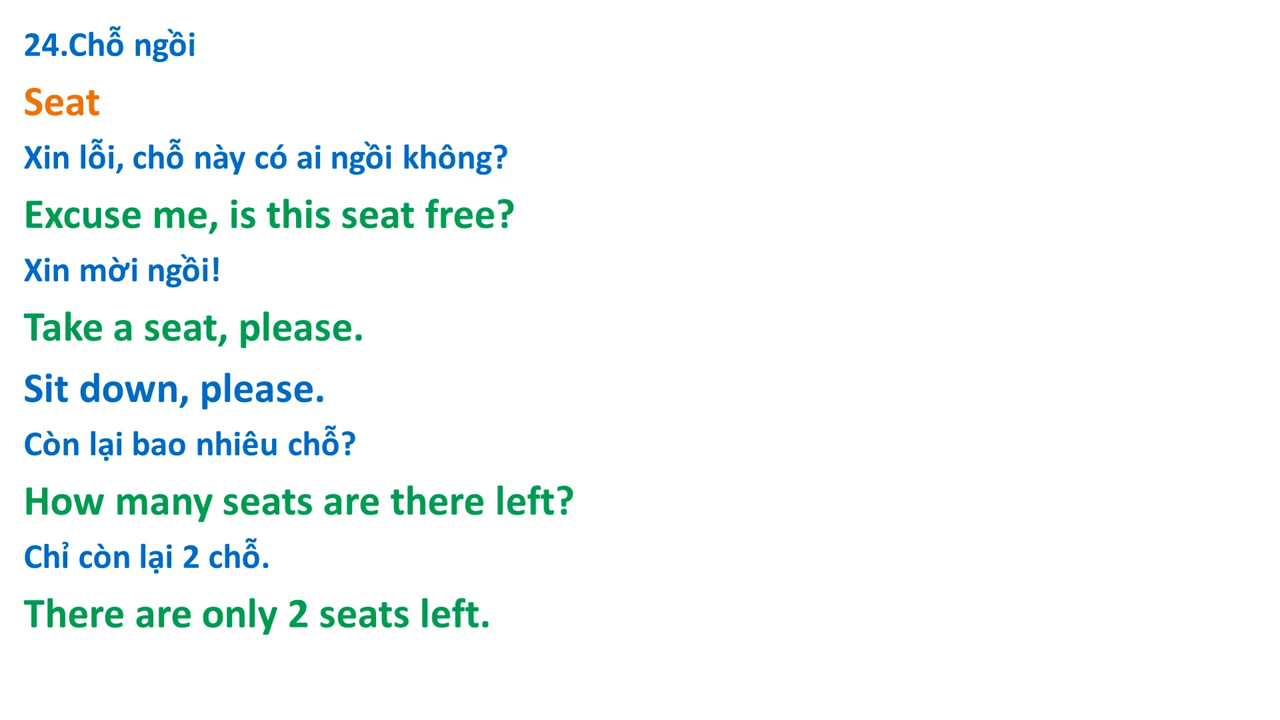 24.Chỗ ngồi
Seat
Xin lỗi, chỗ này có ai ngồi không?
Excuse me, is this seat free?
Xin mời ngồi!
Take a seat, please.
Sit down, please.
Còn lại bao nhiêu chỗ?
How many seats are there left?
Chỉ còn lại 2 chỗ.
There are only 2 seats left.